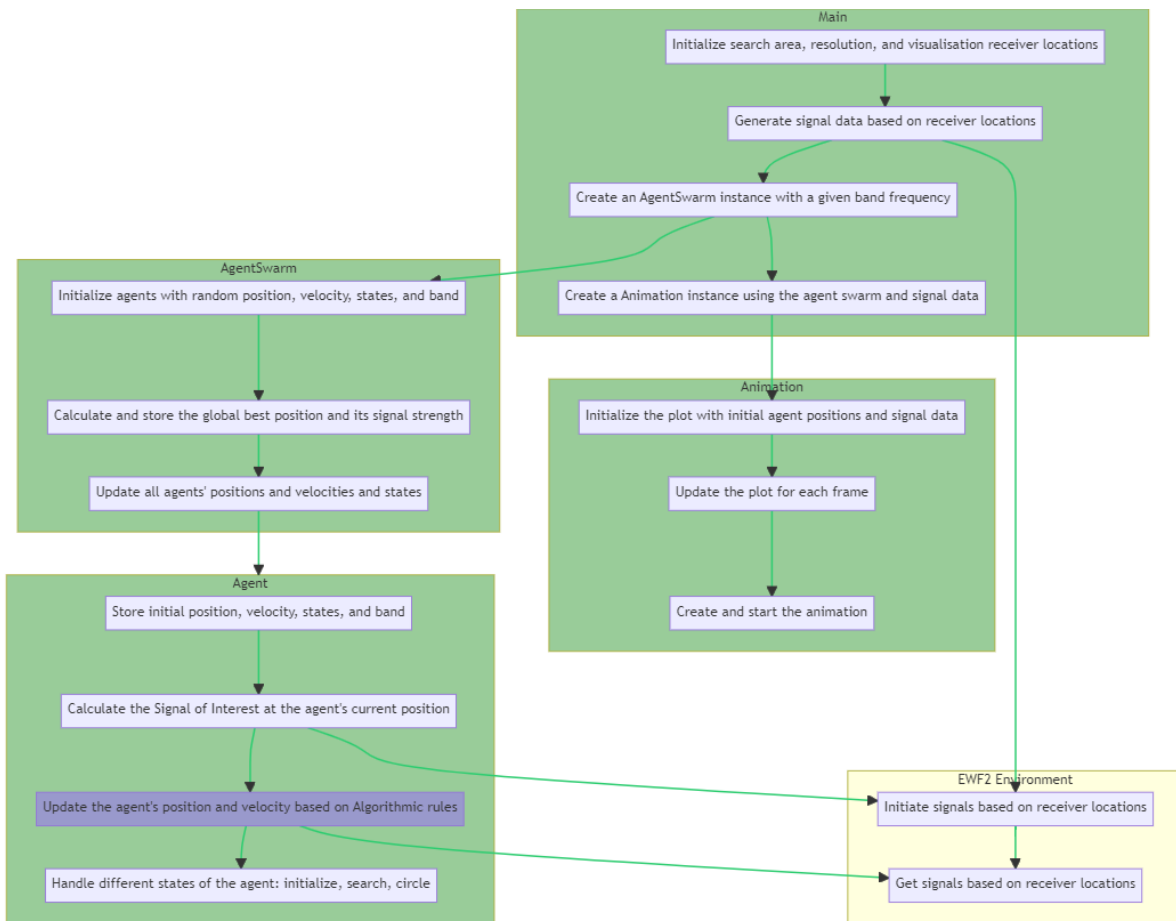 Main
Initialize search area, resolution, and visualisation receiver locations
Generate signal data based on receiver locations
Create an AgentSwarm instance with a given band frequency
Create a Animation instance using the agent swarm and signal data
AgentSwarm
Initialize agents with random position, velocity, states, and band
Calculate and store the global best position and its signal strength
Update all agents' positions and velocities and states
Animation
Initialize the plot with initial agent positions and signal data
Update the plot for each frame
Create and start the animation
Agent
Store initial position, velocity, states, and band
Calculate the Signal of Interest at the agent's current position
Update the agent's position and velocity based on Algorithmic rules
Handle different states of the agent: initialize, search, circle
EWF2 Environment
Initiate signals based on receiver locations
Get signals based on receiver locations